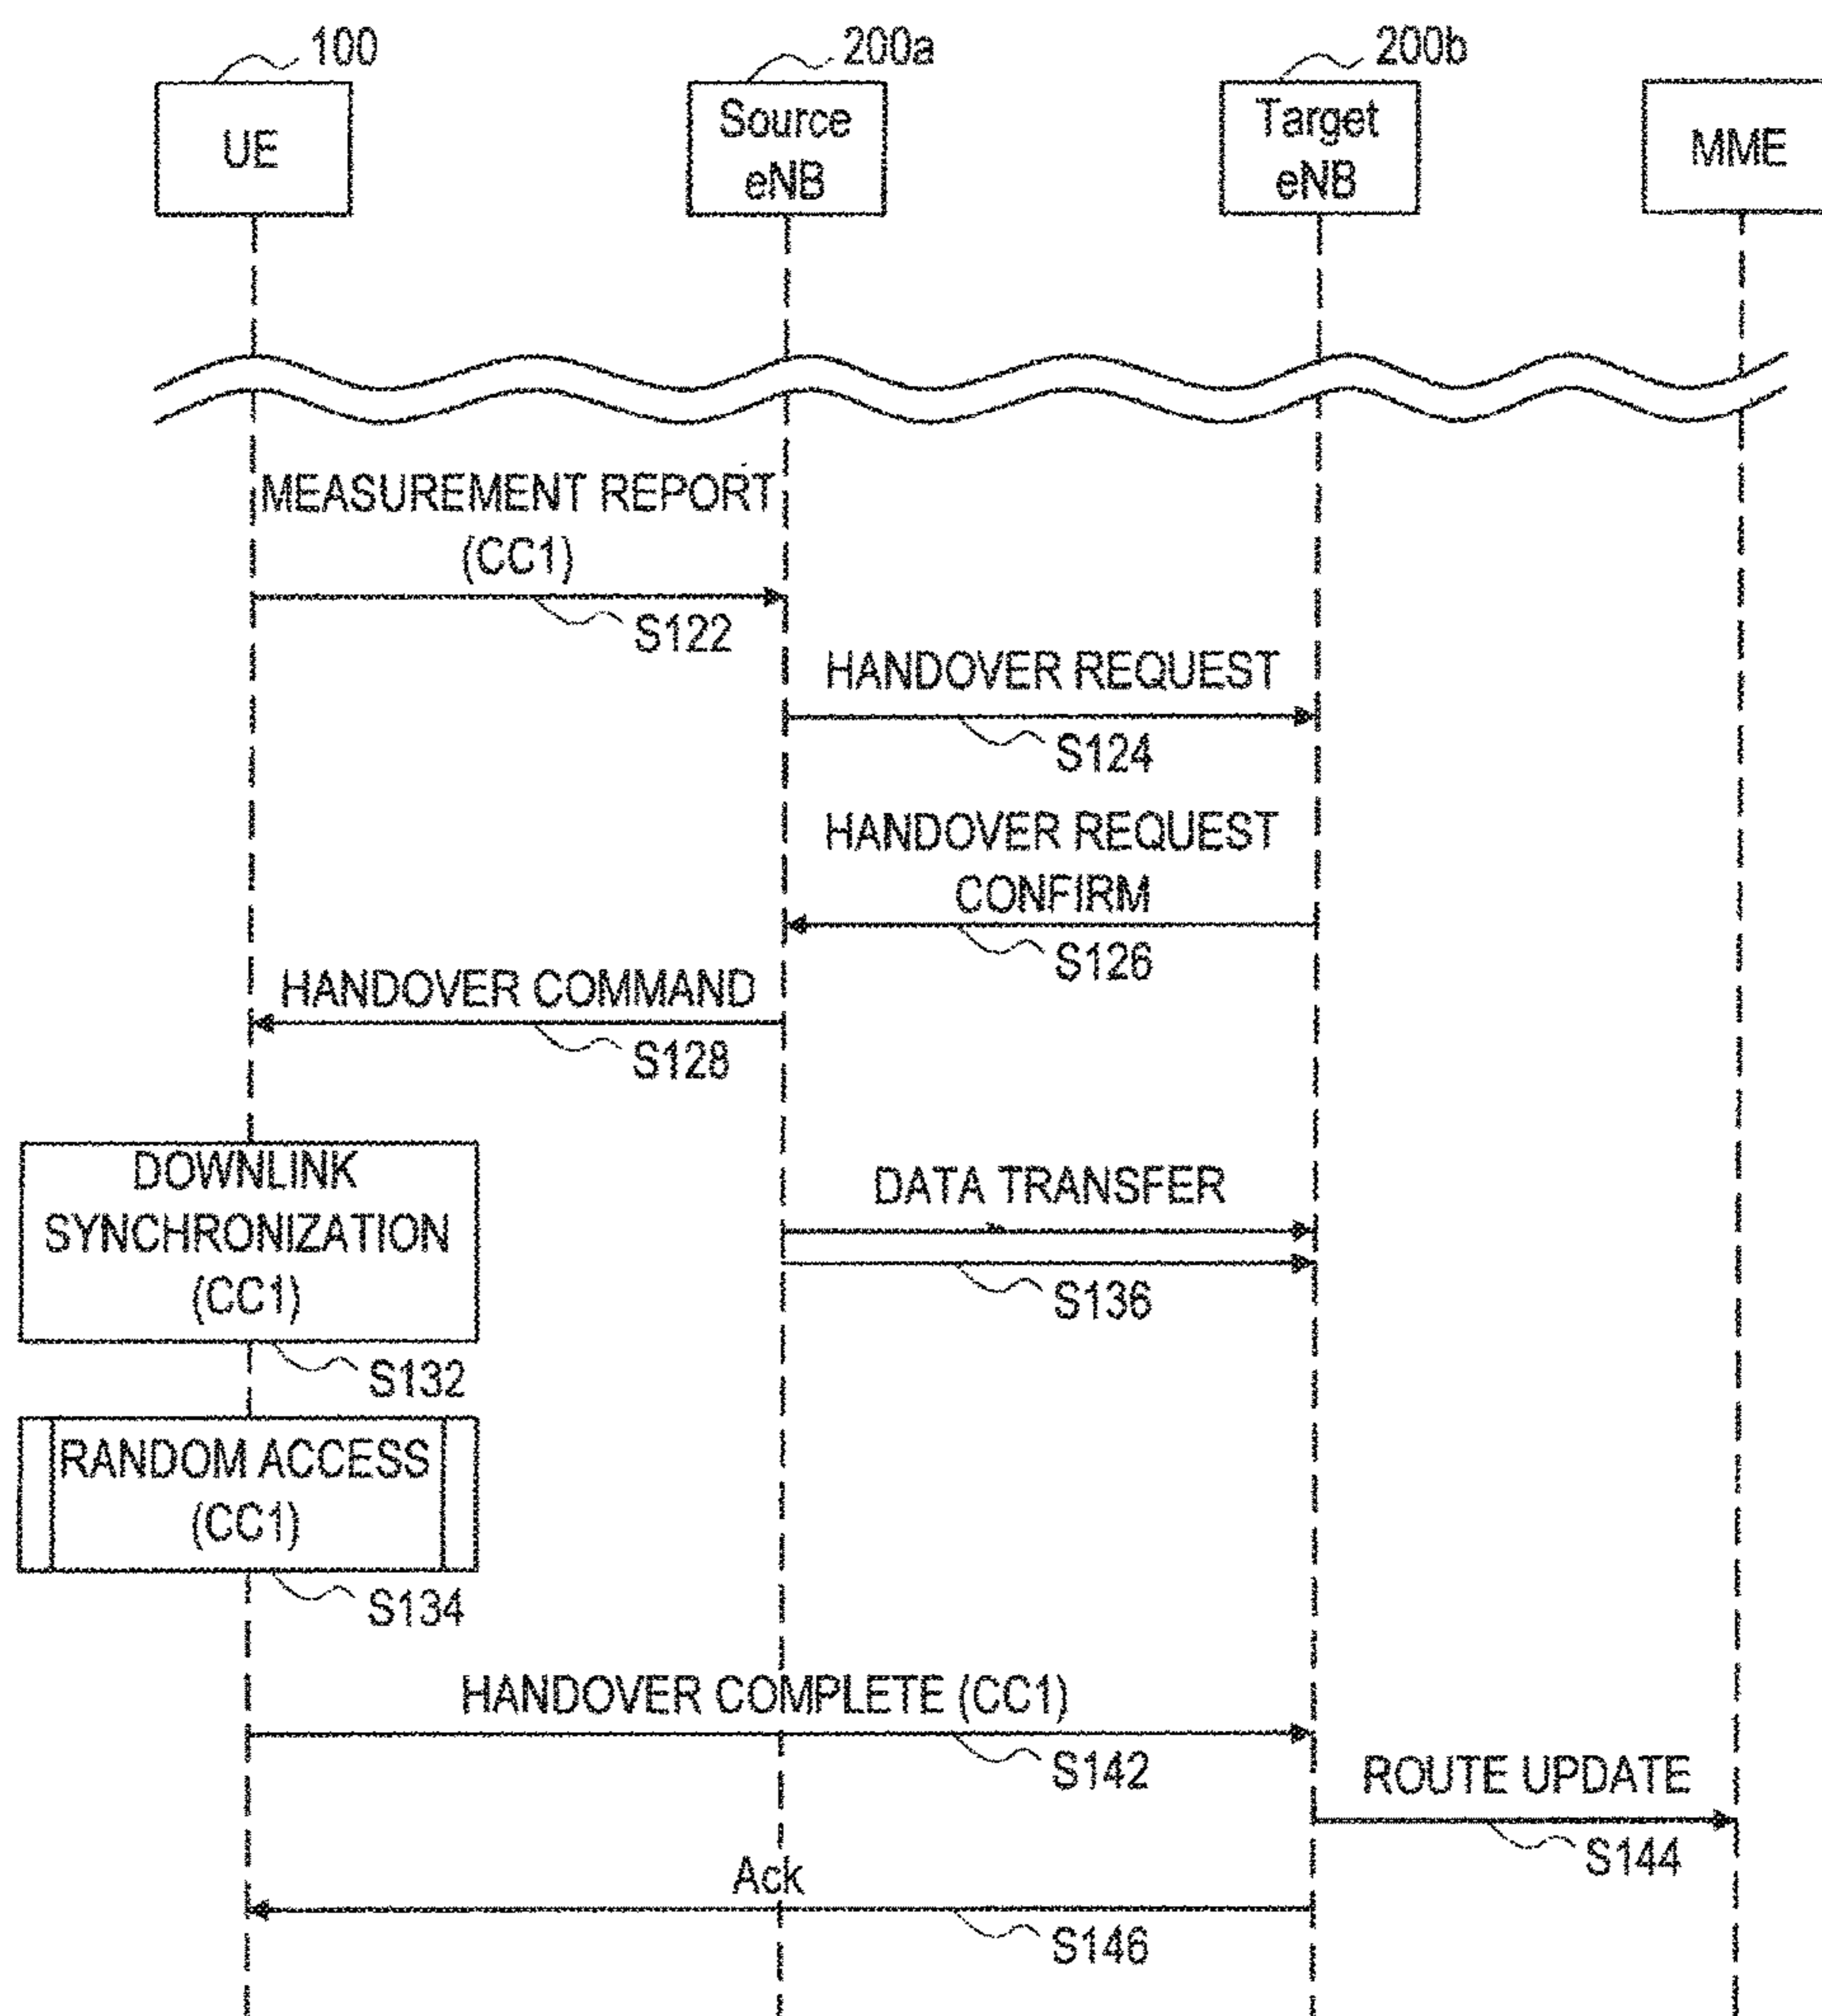 100
200a
200b
UE
Source
eNB
Target
eNB
MME
MEASUREMENT REPORT
(CC1)
S122
HANDOVER REQUEST
S124
HANDOVER REQUEST
CONFIRM
S126
HANDOVER COMMAND
S128
DOWNLINK
SYNCHRONIZATION
(CC1)
S132
DATA TRANSFER
S136
RANDOM ACCESS
(CC1)
S134
HANDOVER COMPLETE (CC1)
S142
ROUTE UPDATE
S144
Ack
S146